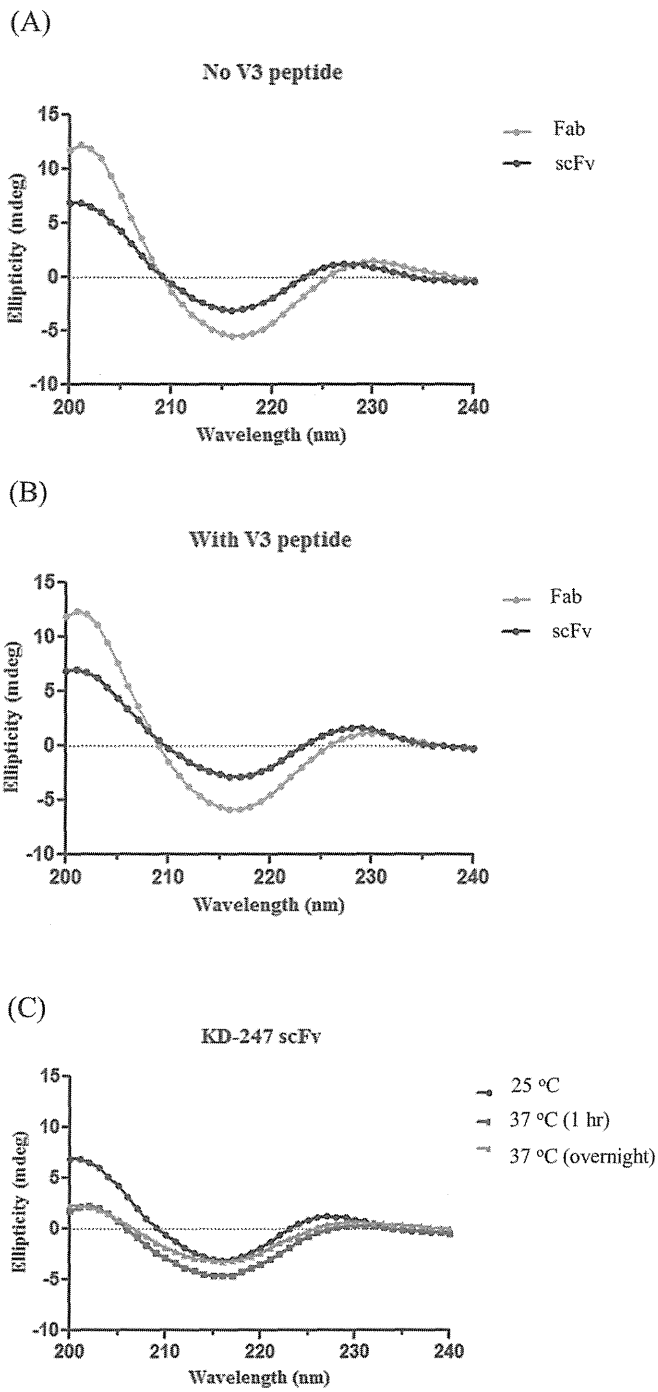 (A)
No V3 peptide
15
10
5
0
-5
-10
Ellipticity (mdeg)
200 210 220 230 240
Wavelength (nm)
Fab
scFv
(B)
With V3 peptide
15
10
5
0
-5
-10
Ellipticity (mdeg)
200 210 220 230 240
Wavelength (nm)
Fab
scFv
(C)
KD-247 scFv
15
10
5
0
-5
-10
Ellipticity (mdeg)
200 210 220 230 240
Wavelength (nm)
25 °C
37 °C (1 hr)
37 °C (overnight)